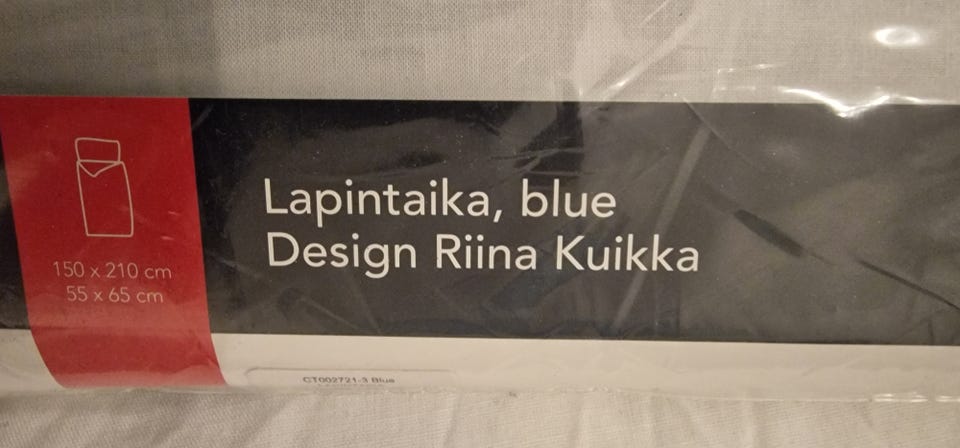 Lapintaika, blue
Design Riina Kuikka
150 x 210 cm
55 x 65 cm
CT002721-3 Blue